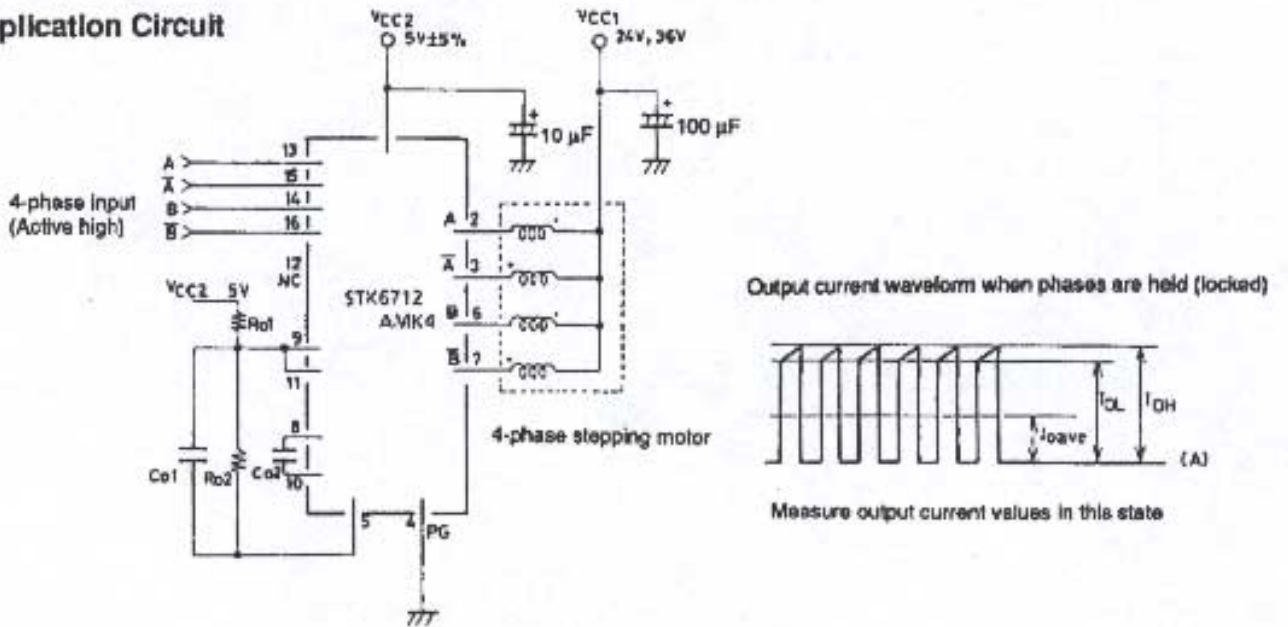 plication Circuit
VCC2
5V±5%
VCC1
24V, 36V
10 µF
100 µF
4-phase input
(Active high)
A
A̅
B
B̅
13
15
14
16
12
NC
VCC2 5V
Ro1
9
11
8
10
Co1
Ro2
Co2
STK6712
AMK4
A 2
A̅ 3
B 6
B̅ 7
5
4
PG
4-phase stepping motor
Output current waveform when phases are held (locked)
IOL
IOH
Ioave
(A)
Measure output current values in this state